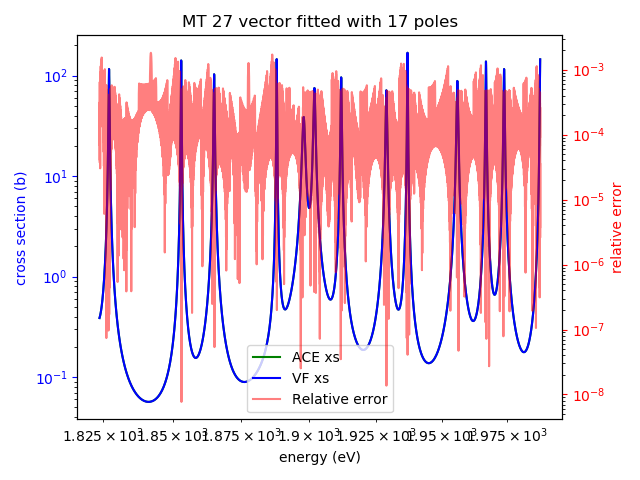 MT 27 vector fitted with 17 poles
cross section (b)
10²
10¹
10⁰
10⁻¹
10⁻³
10⁻⁴
10⁻⁵
10⁻⁶
10⁻⁷
10⁻⁸
relative error
ACE xs
VF xs
Relative error
1.825 × 10³ 1.85 × 10³ 1.875 × 10³ 1.9 × 10³ 1.925 × 10³ 1.95 × 10³ 1.975 × 10³
energy (eV)